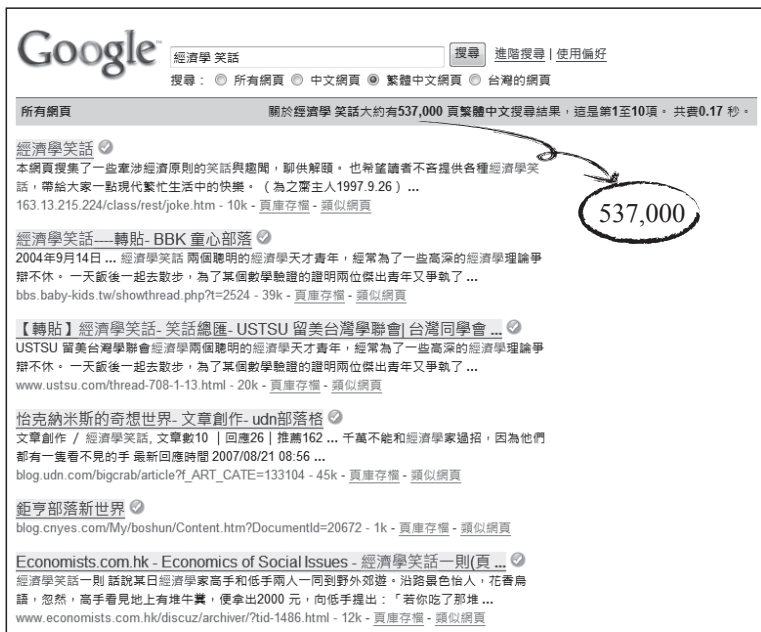 Google™ 經濟學 笑話 搜尋 進階搜尋 | 使用偏好
搜尋： 所有網頁 中文網頁 繁體中文網頁 台灣的網頁
所有網頁 關於經濟學 笑話大約有537,000 頁繁體中文搜尋結果，這是第1至10項。 共費0.17 秒。
經濟學笑話
本網頁搜集了一些牽涉經濟原則的笑話與趣聞，聊供解頤。 也希望讀者不吝提供各種經濟學笑
話，帶給大家一點現代繁忙生活中的快樂。 （為之齋主人1997.9.26） ...
163.13.215.224/class/rest/joke.htm - 10k - 頁庫存檔 - 類似網頁
537,000
經濟學笑話----轉貼- BBK 童心部落
2004年9月14日 ... 經濟學笑話 兩個聰明的經濟學天才青年，經常為了一些高深的經濟學理論爭
辯不休。 一天飯後一起去散步，為了某個數學驗證的證明兩位傑出青年又爭執了 ...
bbs.baby-kids.tw/showthread.php?t=2524 - 39k - 頁庫存檔 - 類似網頁
【轉貼】經濟學笑話- 笑話總匯- USTSU 留美台灣學聯會| 台灣同學會 ...
USTSU 留美台灣學聯會經濟學兩個聰明的經濟學天才青年，經常為了一些高深的經濟學理論爭
辯不休。 一天飯後一起去散步，為了某個數學驗證的證明兩位傑出青年又爭執了 ...
www.ustsu.com/thread-708-1-13.html - 20k - 頁庫存檔 - 類似網頁
怡克納米斯的奇想世界- 文章創作- udn部落格
文章創作 / 經濟學笑話, 文章數10 ｜回應26｜推薦162 ... 千萬不能和經濟學家過招，因為他們
都有一隻看不見的手 最新回應時間 2007/08/21 08:56 ...
blog.udn.com/bigcrab/article?f_ART_CATE=133104 - 45k - 頁庫存檔 - 類似網頁
鉅亨部落新世界
blog.cnyes.com/My/boshun/Content.htm?DocumentId=20672 - 1k - 頁庫存檔 - 類似網頁
Economists.com.hk - Economics of Social Issues - 經濟學笑話一則(頁 ...
經濟學笑話一則 話說某日經濟學家高手和低手兩人一同到野外郊遊。沿路景色怡人，花香鳥
語，忽然，高手看見地上有堆牛糞，便拿出2000 元，向低手提出：「若你吃了那堆 ...
www.economists.com.hk/discuz/archiver/?tid-1486.html - 12k - 頁庫存檔 - 類似網頁